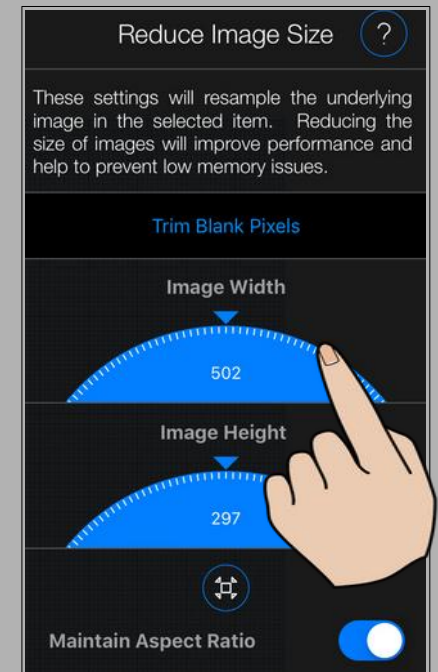 Reduce Image Size ?
These settings will resample the underlying
image in the selected item. Reducing the
size of images will improve performance and
help to prevent low memory issues.
Trim Blank Pixels
Image Width
502
Image Height
297
Maintain Aspect Ratio